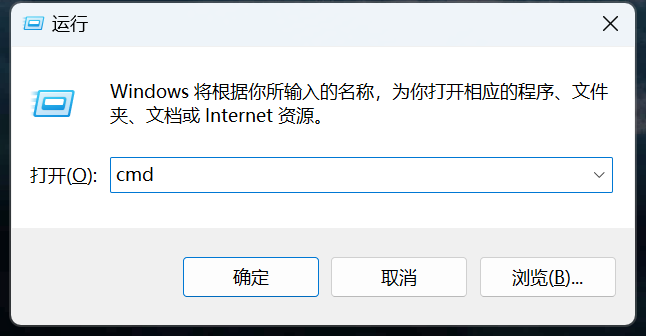 运行
Windows 将根据你所输入的名称，为你打开相应的程序、文件
夹、文档或 Internet 资源。
打开(O): cmd
确定 取消 浏览(B)...